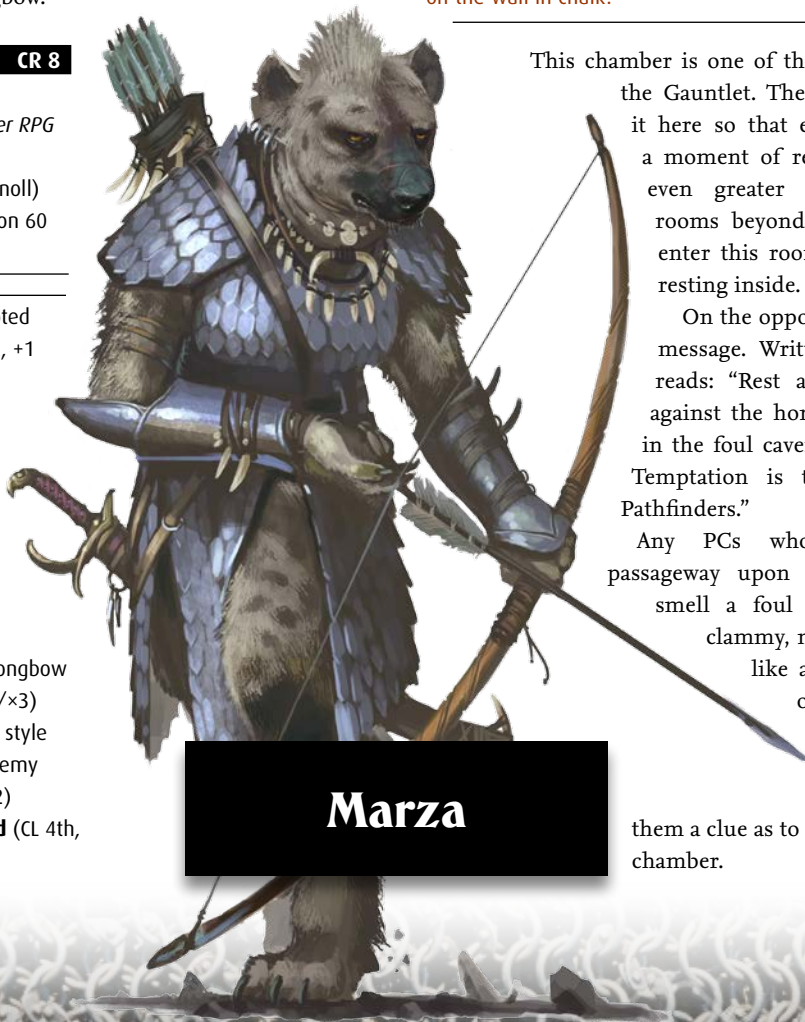 CR 8
er RPG
noll)
on 60
ted
, +1
ongbow
/×3)
style
emy
2)
d (CL 4th,
on the wall in chalk?
This chamber is one of th
the Gauntlet. The
it here so that e
a moment of re
even greater
rooms beyond
enter this roo
resting inside.
On the oppo
message. Writ
reads: “Rest a
against the hor
in the foul cave
Temptation is t
Pathfinders.”
Any PCs who
passageway upon
smell a foul
clammy, r
like a
c
them a clue as to
chamber.
Marza